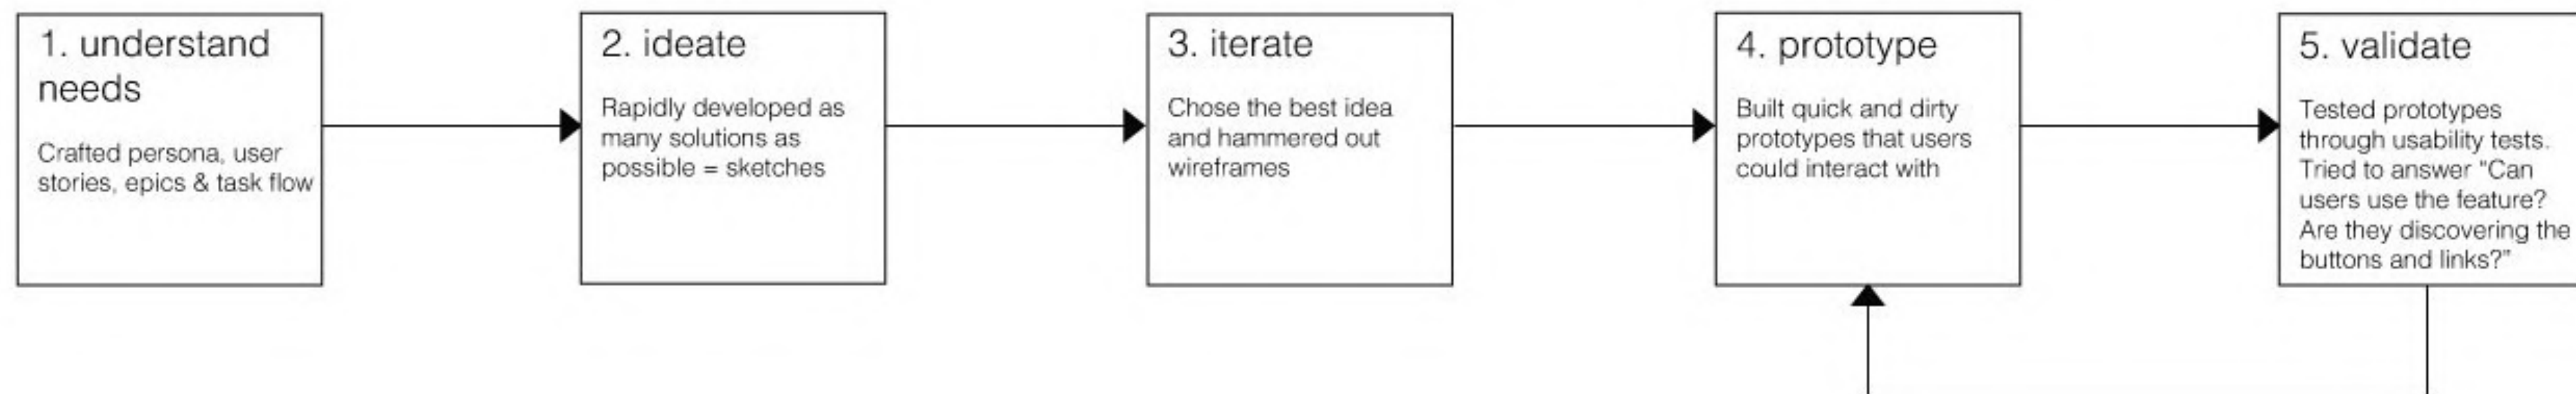 1. understand
needs
Crafted persona, user
stories, epics & task flow
2. ideate
Rapidly developed as
many solutions as
possible = sketches
3. iterate
Chose the best idea
and hammered out
wireframes
4. prototype
Built quick and dirty
prototypes that users
could interact with
5. validate
Tested prototypes
through usability tests.
Tried to answer "Can
users use the feature?
Are they discovering the
buttons and links?"